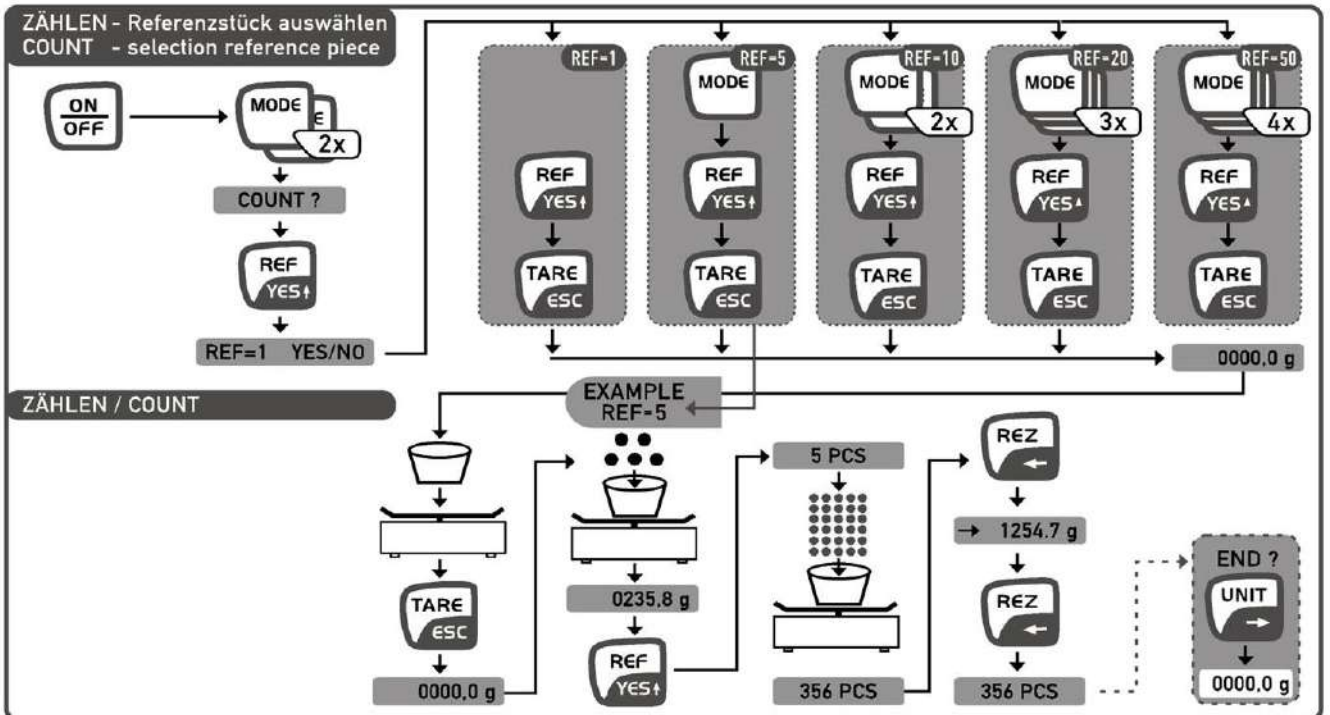 ZÄHLEN - Referenzstück auswählen
COUNT - selection reference piece
ON
OFF
MODE
E
2x
COUNT ?
REF
YES
REF=1 YES/NO
REF=1
REF
YES
TARE
ESC
REF=5
MODE
REF
YES
TARE
ESC
REF=10
MODE
2x
REF
YES
TARE
ESC
REF=20
MODE
3x
REF
YES
TARE
ESC
REF=50
MODE
4x
REF
YES
TARE
ESC
0000,0 g
ZÄHLEN / COUNT
TARE
ESC
0000,0 g
EXAMPLE
REF=5
0235,8 g
REF
YES
5 PCS
356 PCS
REZ
→ 1254.7 g
REZ
356 PCS
END ?
UNIT
0000,0 g